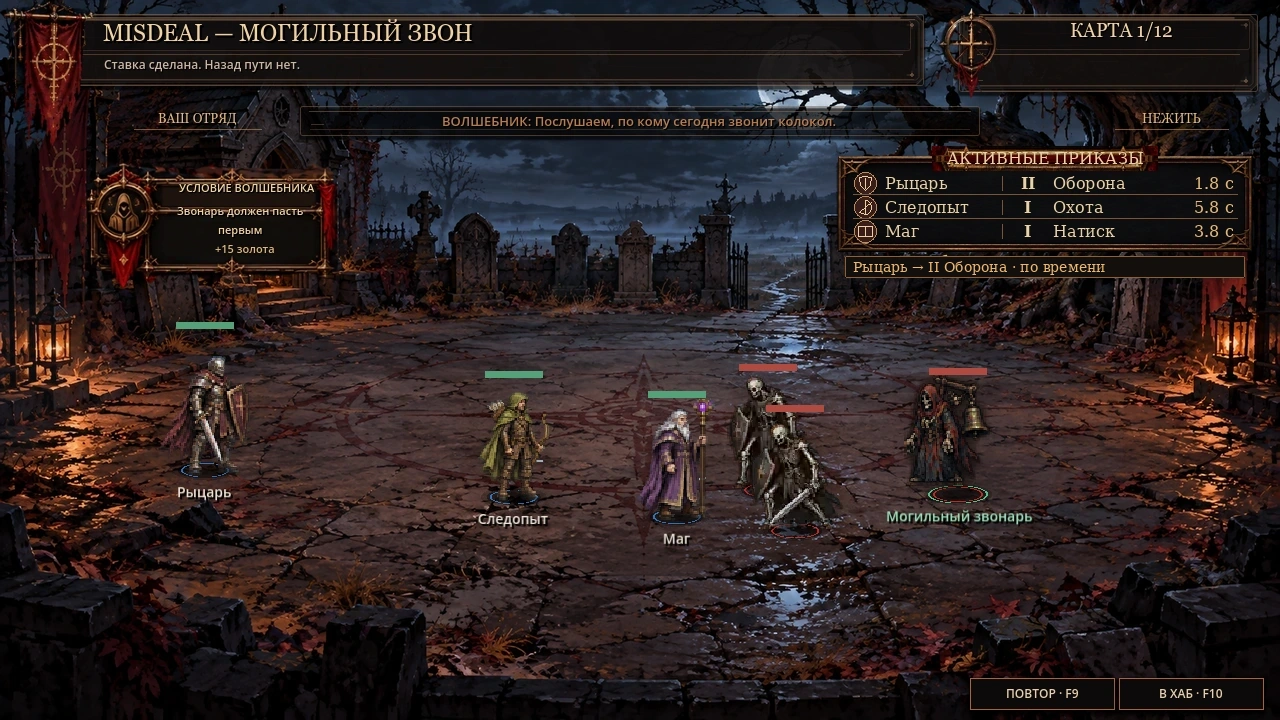 MISDEAL — МОГИЛЬНЫЙ ЗВОН
Ставка сделана. Назад пути нет.
КАРТА 1/12
ВАШ ОТРЯД
ВОЛШЕБНИК: Послушаем, по кому сегодня звонит колокол.
НЕЖИТЬ
УСЛОВИЕ ВОЛШЕБНИКА
Звонарь должен пасть
первым
+15 золота
АКТИВНЫЕ ПРИКАЗЫ
Рыцарь | II Оборона 1.8 с
Следопыт | I Охота 5.8 с
Маг | I Натиск 3.8 с
Рыцарь → II Оборона · по времени
Рыцарь
Следопыт
Маг
Могильный звонарь
ПОВТОР · F9
В ХАБ · F10